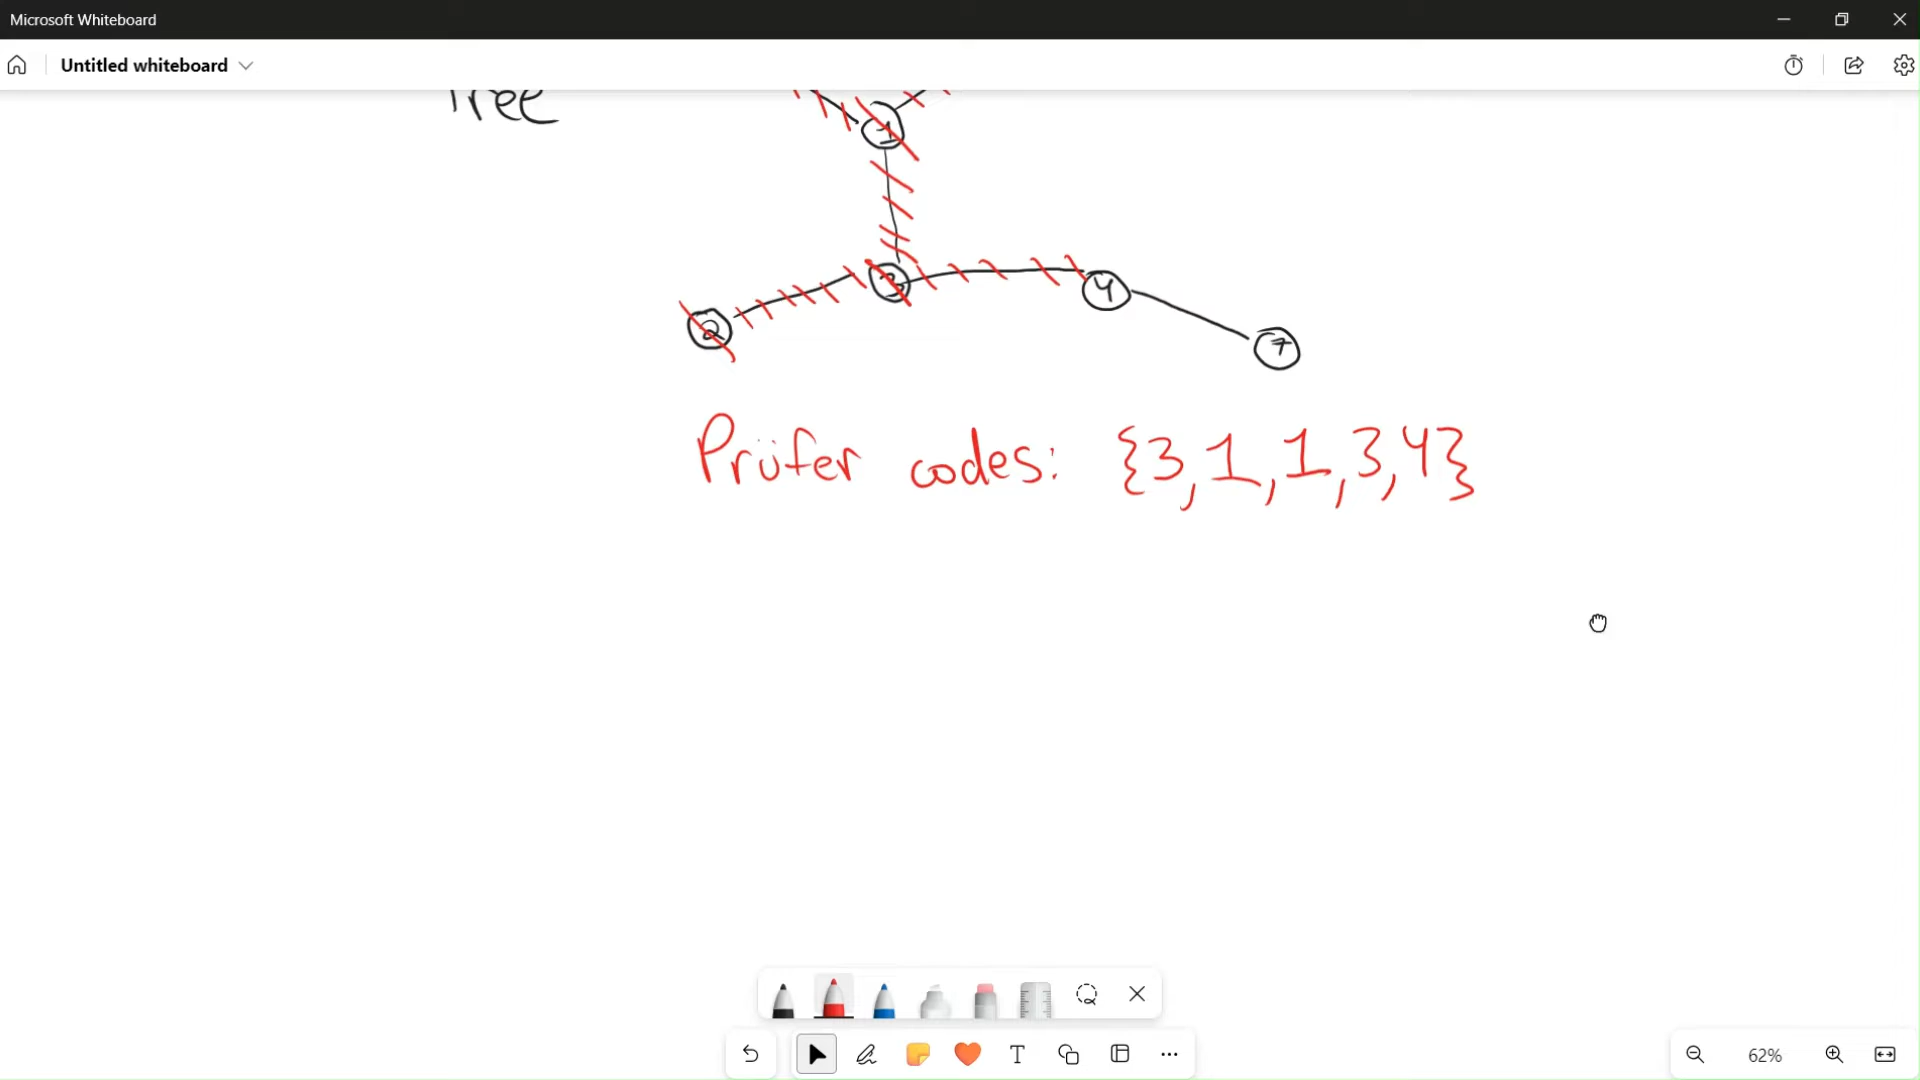 Microsoft Whiteboard
Untitled whiteboard
Tree
1
3
4
2
7
Prüfer codes: {3,1,1,3,4}
62%